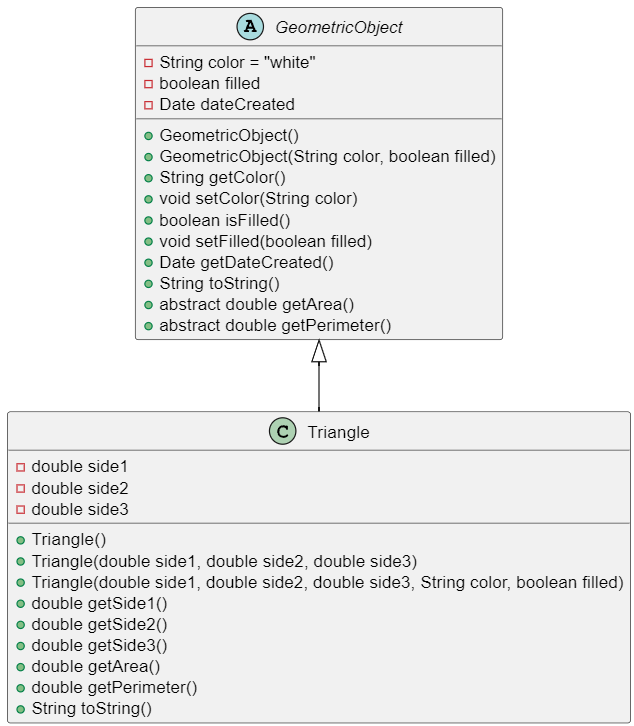 A GeometricObject
String color = "white"
boolean filled
Date dateCreated
GeometricObject()
GeometricObject(String color, boolean filled)
String getColor()
void setColor(String color)
boolean isFilled()
void setFilled(boolean filled)
Date getDateCreated()
String toString()
abstract double getArea()
abstract double getPerimeter()
C Triangle
double side1
double side2
double side3
Triangle()
Triangle(double side1, double side2, double side3)
Triangle(double side1, double side2, double side3, String color, boolean filled)
double getSide1()
double getSide2()
double getSide3()
double getArea()
double getPerimeter()
String toString()